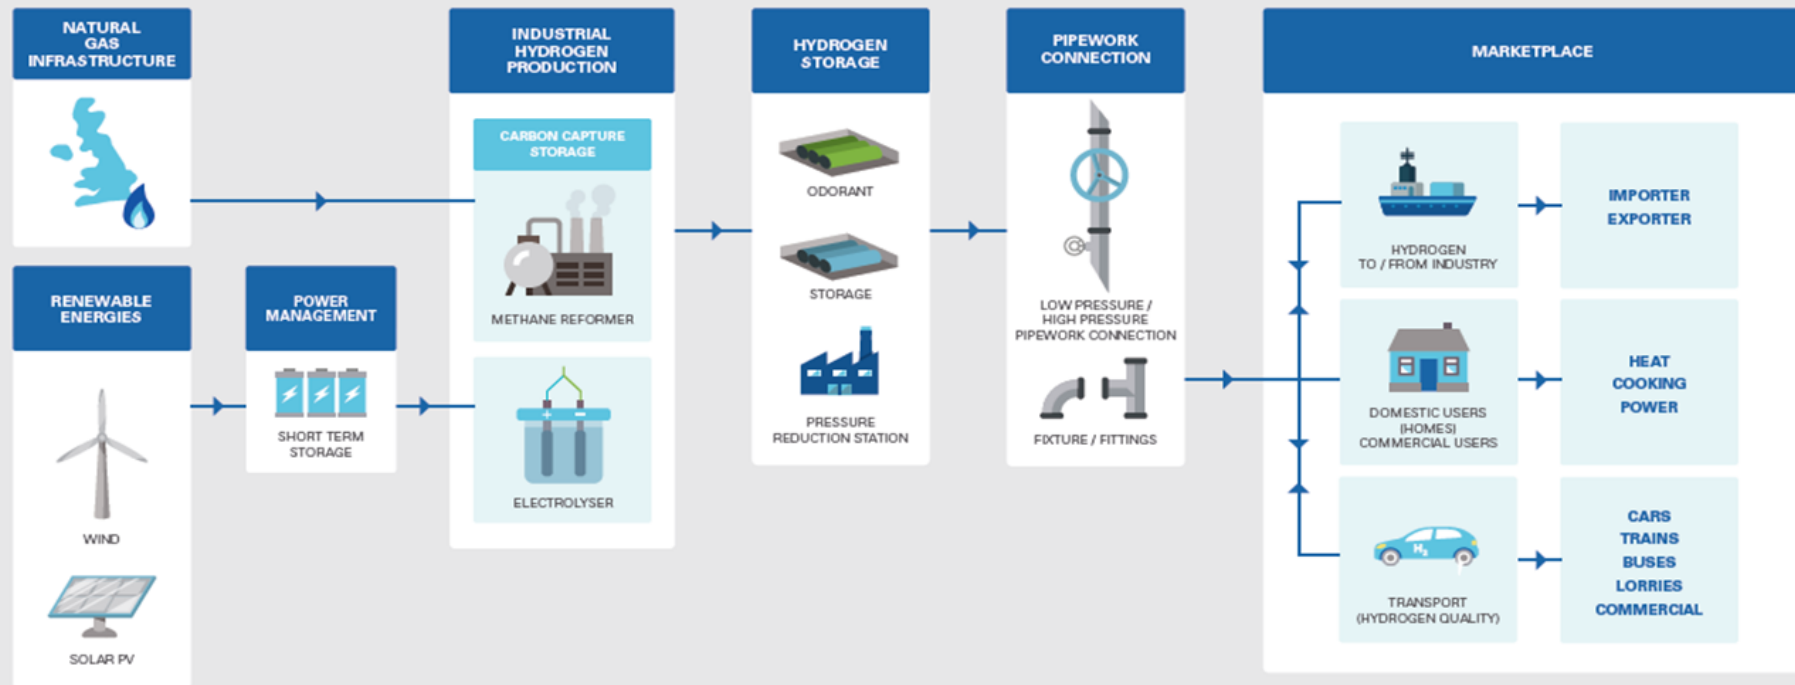 NATURAL
GAS
INFRASTRUCTURE
RENEWABLE
ENERGIES
WIND
SOLAR PV
POWER
MANAGEMENT
SHORT TERM
STORAGE
INDUSTRIAL
HYDROGEN
PRODUCTION
CARBON CAPTURE
STORAGE
METHANE REFORMER
ELECTROLYSER
HYDROGEN
STORAGE
ODORANT
STORAGE
PRESSURE
REDUCTION STATION
PIPEWORK
CONNECTION
LOW PRESSURE /
HIGH PRESSURE
PIPEWORK CONNECTION
FIXTURE / FITTINGS
MARKETPLACE
HYDROGEN
TO / FROM INDUSTRY
IMPORTER
EXPORTER
DOMESTIC USERS
(HOMES)
COMMERCIAL USERS
HEAT
COOKING
POWER
H2
TRANSPORT
(HYDROGEN QUALITY)
CARS
TRAINS
BUSES
LORRIES
COMMERCIAL